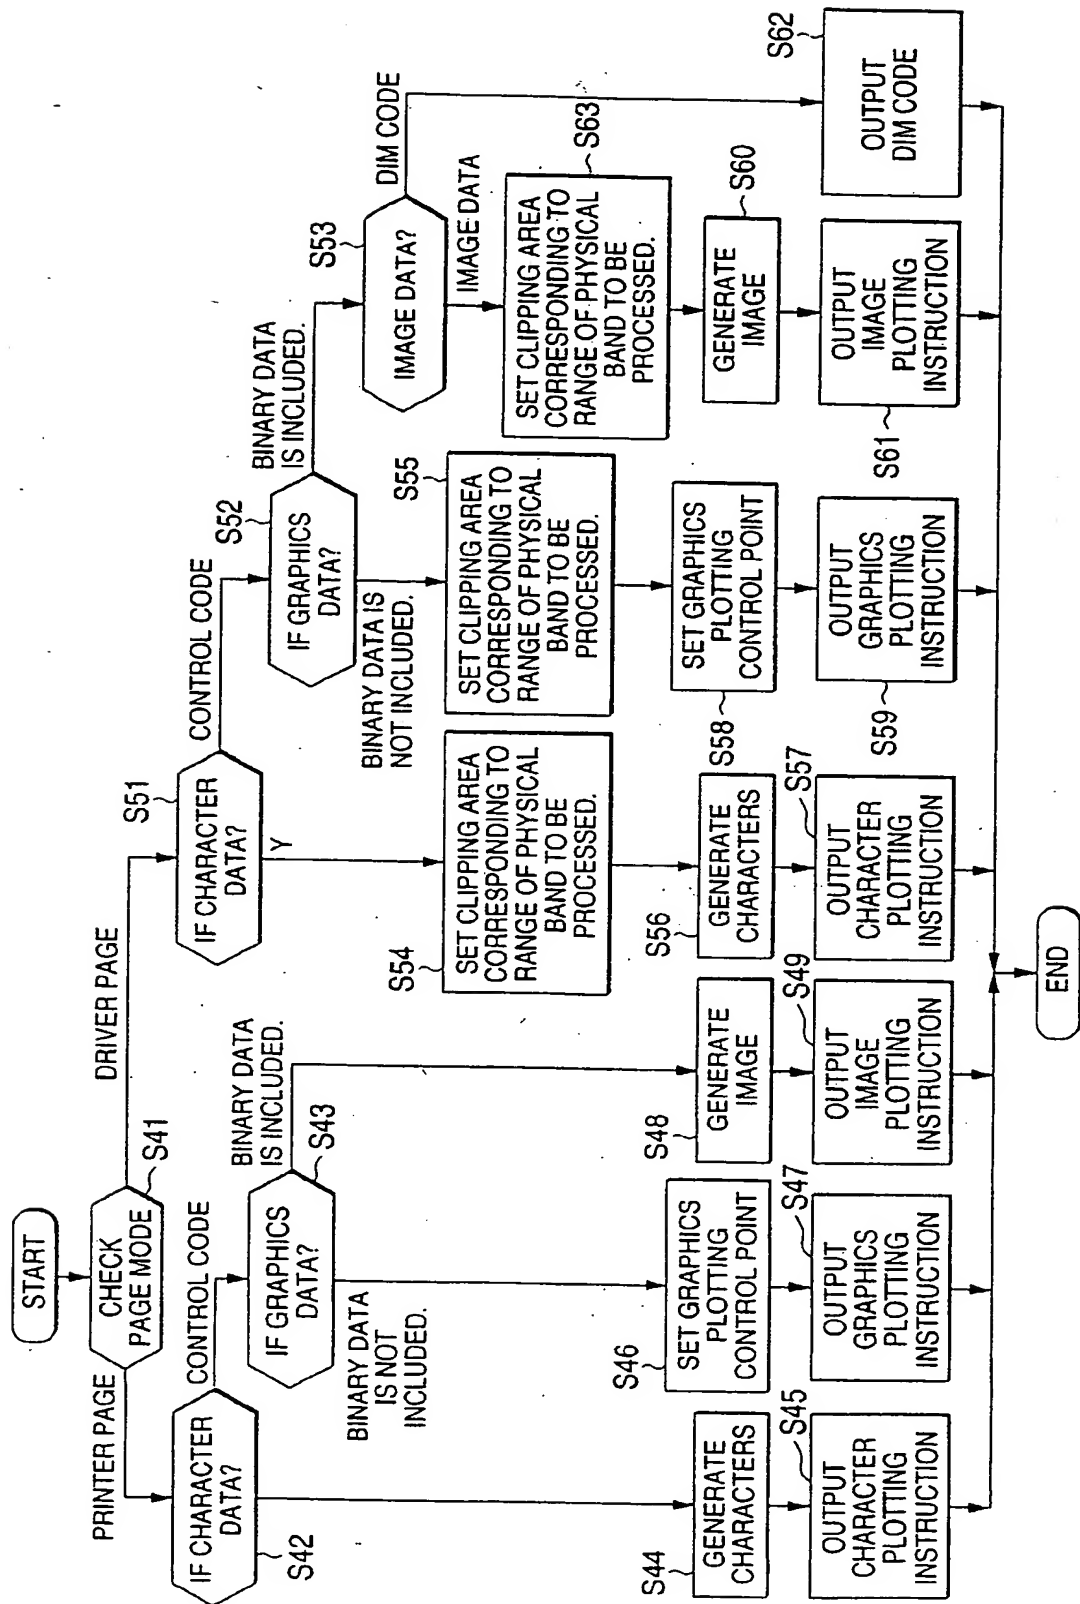 START
CHECK
PAGE MODE
S41
PRINTER PAGE
DRIVER PAGE
IF CHARACTER
DATA?
S42
CONTROL CODE
IF GRAPHICS
DATA?
S43
BINARY DATA
IS INCLUDED.
BINARY DATA
IS NOT
INCLUDED.
S44
GENERATE
CHARACTERS
S45
OUTPUT
CHARACTER
PLOTTING
INSTRUCTION
S46
SET GRAPHICS
PLOTTING
CONTROL POINT
S47
OUTPUT
GRAPHICS
PLOTTING
INSTRUCTION
S48
GENERATE
IMAGE
S49
OUTPUT
IMAGE
PLOTTING
INSTRUCTION
S51
IF CHARACTER
DATA?
Y
CONTROL CODE
S52
IF GRAPHICS
DATA?
BINARY DATA
IS INCLUDED.
BINARY DATA IS
NOT INCLUDED.
S53
IMAGE DATA?
DIM CODE
IMAGE DATA
S54
SET CLIPPING AREA
CORRESPONDING TO
RANGE OF PHYSICAL
BAND TO BE
PROCESSED.
S56
GENERATE
CHARACTERS
S57
OUTPUT
CHARACTER
PLOTTING
INSTRUCTION
S55
SET CLIPPING AREA
CORRESPONDING TO
RANGE OF PHYSICAL
BAND TO BE
PROCESSED.
S58
SET GRAPHICS
PLOTTING
CONTROL POINT
S59
OUTPUT
GRAPHICS
PLOTTING
INSTRUCTION
S63
SET CLIPPING AREA
CORRESPONDING TO
RANGE OF PHYSICAL
BAND TO BE
PROCESSED.
S60
GENERATE
IMAGE
S61
OUTPUT
IMAGE
PLOTTING
INSTRUCTION
S62
OUTPUT
DIM CODE
END